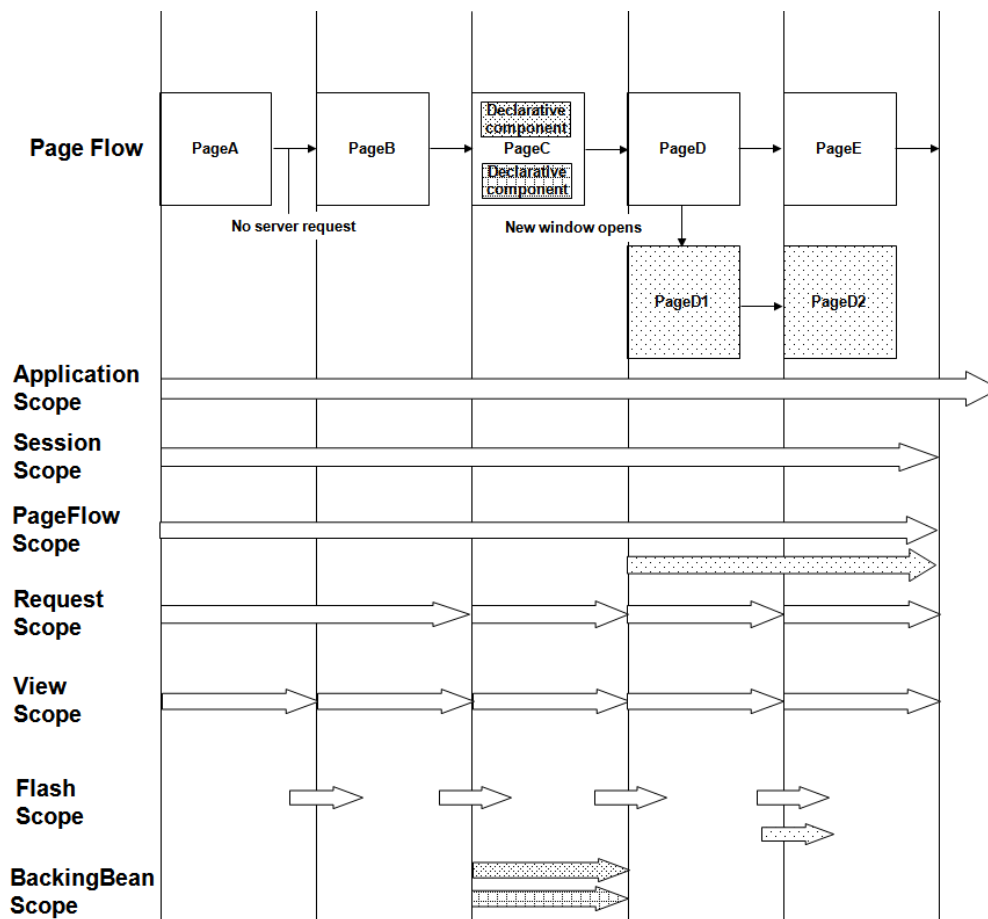 Declarative
component
Page Flow
PageA
PageB
PageC
PageD
PageE
Declarative
component
No server request
New window opens
PageD1
PageD2
Application
Scope
Session
Scope
PageFlow
Scope
Request
Scope
View
Scope
Flash
Scope
BackingBean
Scope